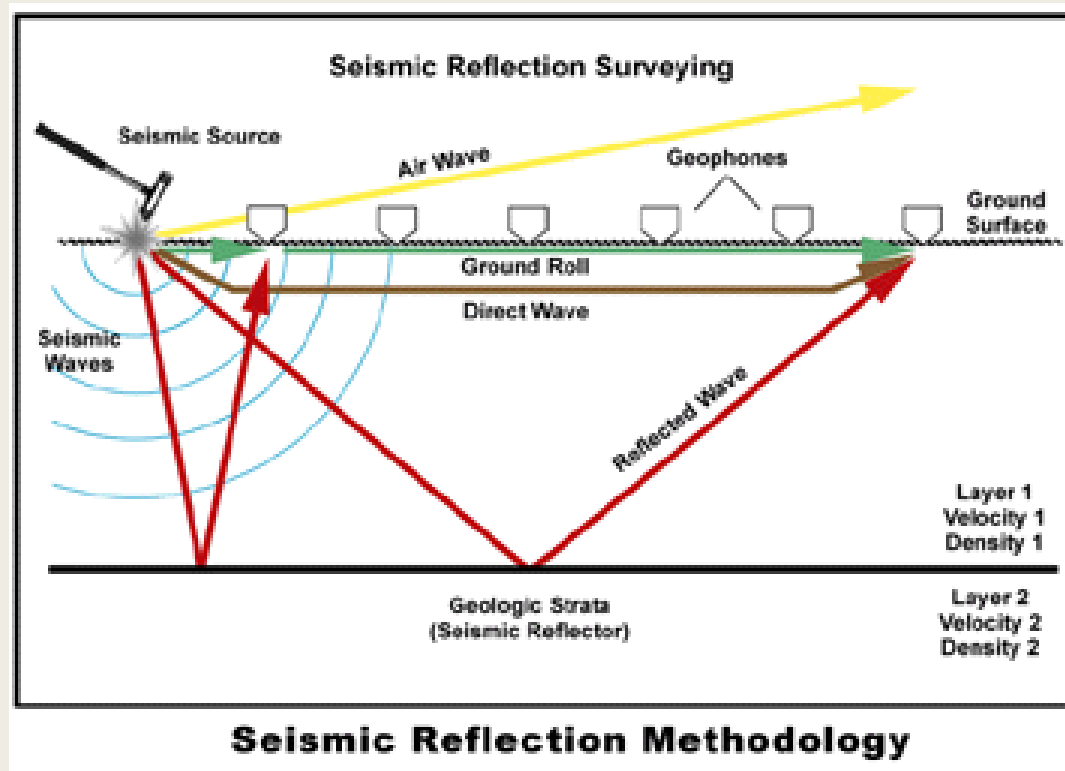 Seismic Reflection Surveying
Seismic Source
Air Wave
Geophones
Ground
Surface
Ground Roll
Direct Wave
Seismic
Waves
Reflected Wave
Layer 1
Velocity 1
Density 1
Geologic Strata
(Seismic Reflector)
Layer 2
Velocity 2
Density 2
Seismic Reflection Methodology